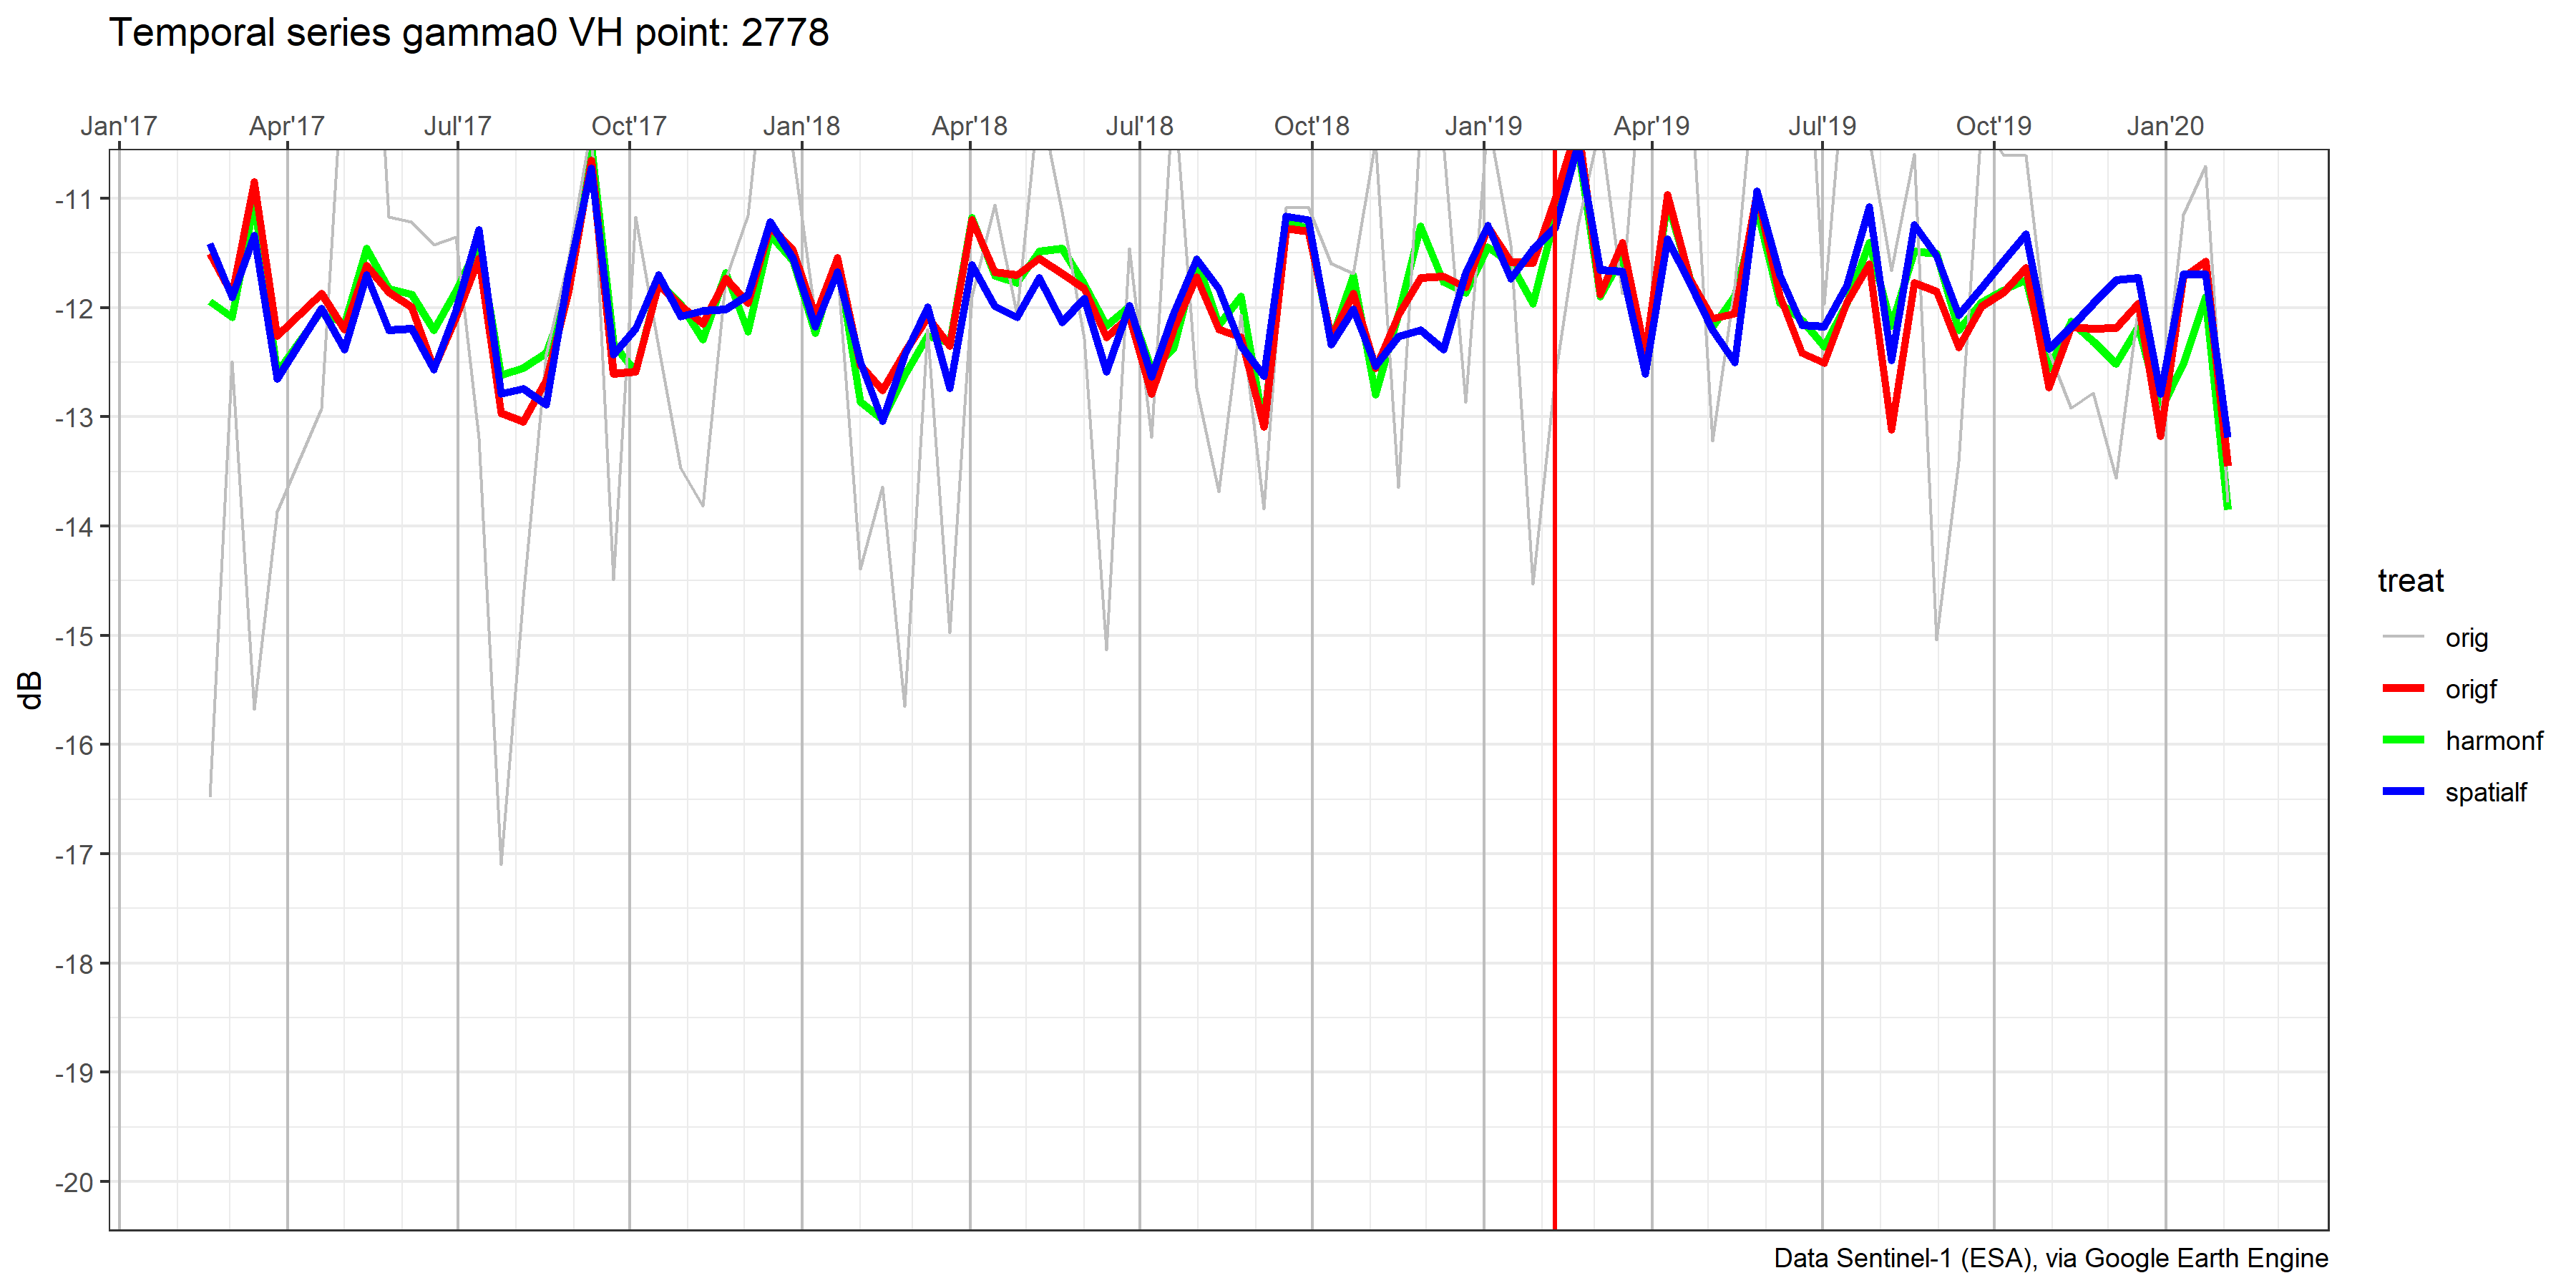 Temporal series gamma0 VH point: 2778
Jan'17 Apr'17 Jul'17 Oct'17 Jan'18 Apr'18 Jul'18 Oct'18 Jan'19 Apr'19 Jul'19 Oct'19 Jan'20
-11
-12
-13
-14
-15
-16
-17
-18
-19
-20
dB
treat
orig
origf
harmonf
spatialf
Data Sentinel-1 (ESA), via Google Earth Engine